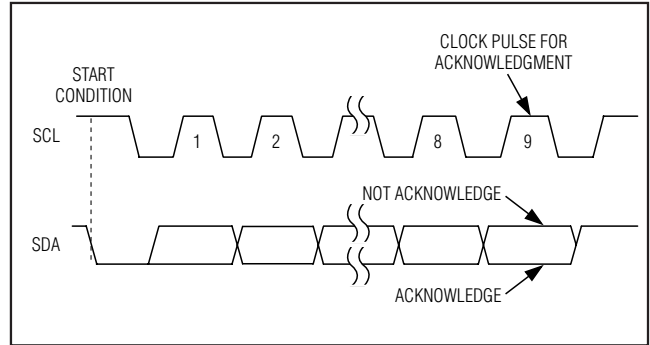 CLOCK PULSE FOR
ACKNOWLEDGMENT
START
CONDITION
SCL
1
2
8
9
NOT ACKNOWLEDGE
SDA
ACKNOWLEDGE